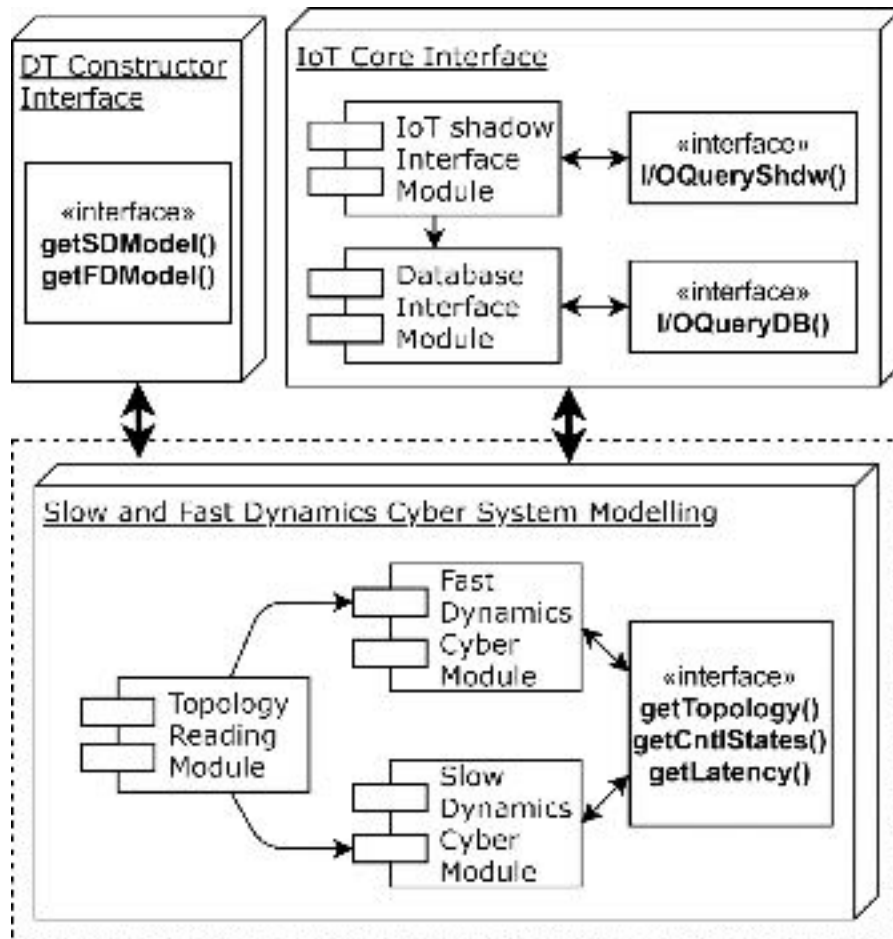 DT Constructor
Interface
«interface»
getSDModel()
getFDModel()
IoT Core Interface
IoT shadow
Interface
Module
«interface»
I/OQueryShdw()
Database
Interface
Module
«interface»
I/OQueryDB()
Slow and Fast Dynamics Cyber System Modelling
Fast
Dynamics
Cyber
Module
Topology
Reading
Module
Slow
Dynamics
Cyber
Module
«interface»
getTopology()
getCntlStates()
getLatency()